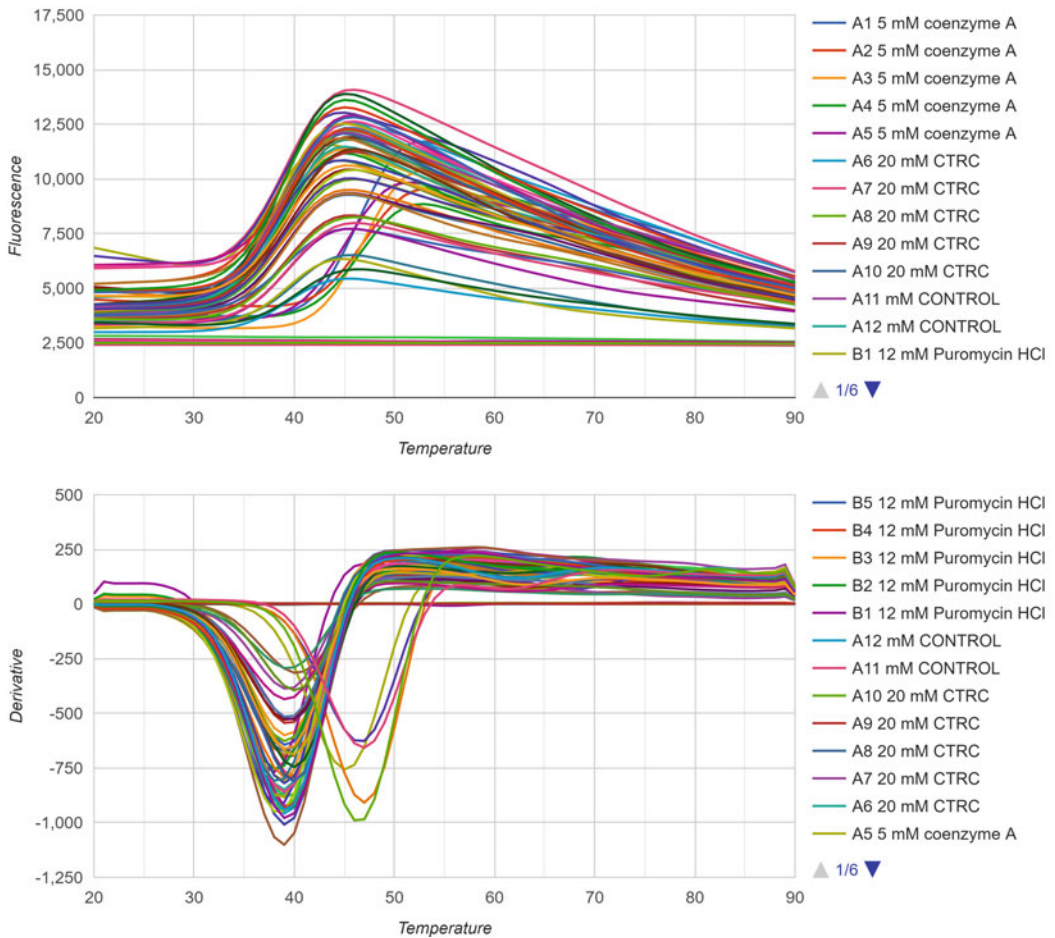 17,500
15,000
12,500
10,000
7,500
5,000
2,500
0
Fluorescence
20 30 40 50 60 70 80 90
Temperature
A1 5 mM coenzyme A
A2 5 mM coenzyme A
A3 5 mM coenzyme A
A4 5 mM coenzyme A
A5 5 mM coenzyme A
A6 20 mM CTRC
A7 20 mM CTRC
A8 20 mM CTRC
A9 20 mM CTRC
A10 20 mM CTRC
A11 mM CONTROL
A12 mM CONTROL
B1 12 mM Puromycin HCl
1/6
500
250
0
-250
-500
-750
-1,000
-1,250
Derivative
20 30 40 50 60 70 80 90
Temperature
B5 12 mM Puromycin HCl
B4 12 mM Puromycin HCl
B3 12 mM Puromycin HCl
B2 12 mM Puromycin HCl
B1 12 mM Puromycin HCl
A12 mM CONTROL
A11 mM CONTROL
A10 20 mM CTRC
A9 20 mM CTRC
A8 20 mM CTRC
A7 20 mM CTRC
A6 20 mM CTRC
A5 5 mM coenzyme A
1/6